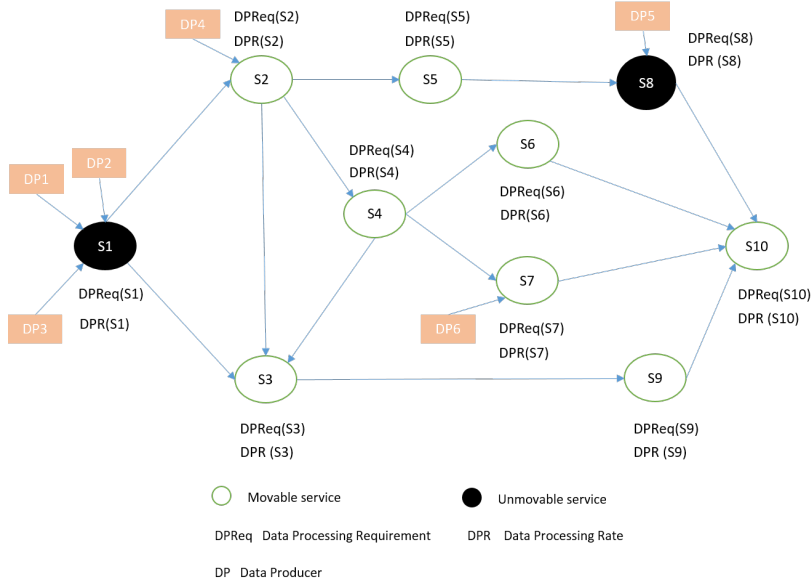 DP4
DPReq(S2)
DPR(S2)
DPReq(S5)
DPR(S5)
DP5
DPReq(S8)
DPR (S8)
S2
S5
S8
DPReq(S4)
DPR(S4)
S6
DP1
DP2
DPReq(S6)
DPR(S6)
S4
S1
S10
S7
DPReq(S1)
DPR(S1)
DP3
DP6
DPReq(S7)
DPR(S7)
DPReq(S10)
DPR (S10)
S3
S9
DPReq(S3)
DPR (S3)
DPReq(S9)
DPR (S9)
Movable service
Unmovable service
DPReq Data Processing Requirement
DPR Data Processing Rate
DP Data Producer